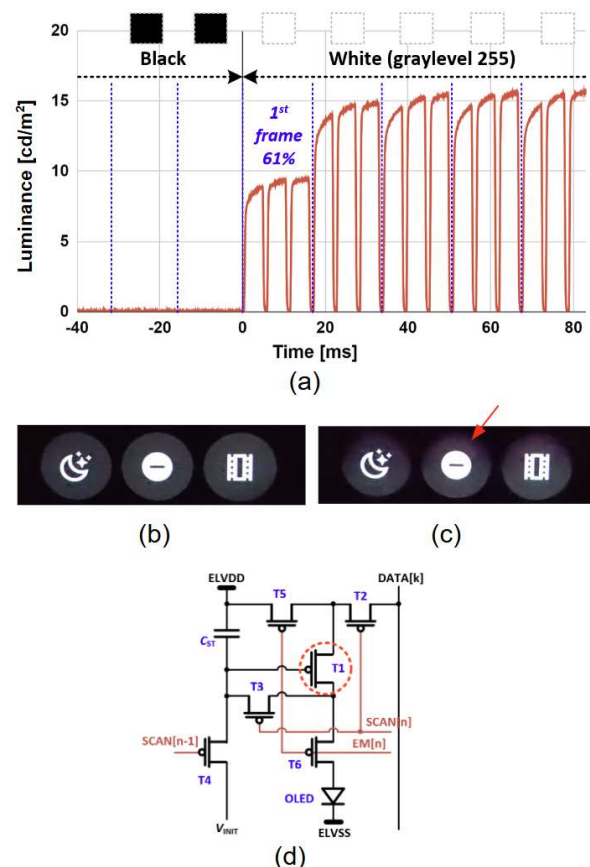 20
15
10
5
0
Luminance [cd/m²]
Black
White (graylevel 255)
1st
frame
61%
-40
-20
0
20
40
60
80
Time [ms]
(a)
(b)
(c)
ELVDD
T5
T2
DATA[k]
CST
T1
T3
SCAN[n]
SCAN[n-1]
EM[n]
T4
T6
OLED
VINIT
ELVSS
(d)